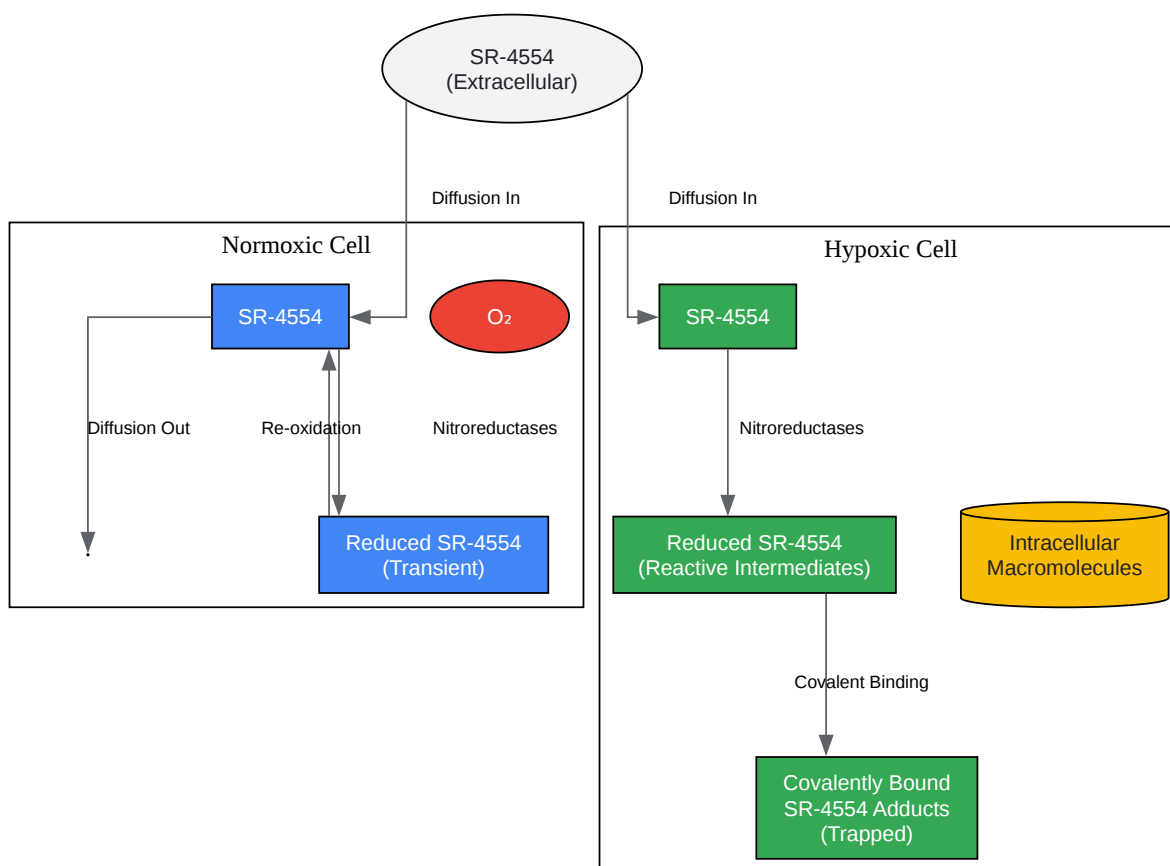 SR-4554
(Extracellular)
Diffusion In
Diffusion In
Normoxic Cell
Hypoxic Cell
SR-4554
O₂
SR-4554
Diffusion Out
Re-oxidation
Nitroreductases
Nitroreductases
Reduced SR-4554
(Transient)
Reduced SR-4554
(Reactive Intermediates)
Intracellular
Macromolecules
Covalent Binding
Covalently Bound
SR-4554 Adducts
(Trapped)